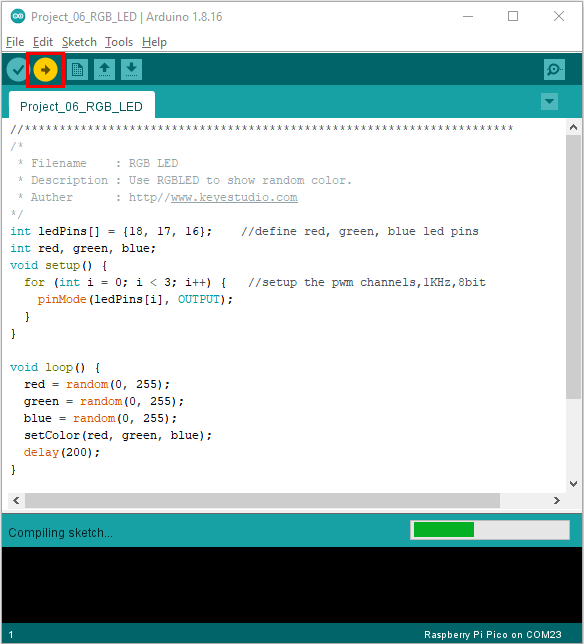 Project_06_RGB_LED | Arduino 1.8.16
File Edit Sketch Tools Help
Project_06_RGB_LED
//**********************************************************************
/*
 * Filename    : RGB LED
 * Description : Use RGBLED to show random color.
 * Auther      : http//www.keyestudio.com
*/
int ledPins[] = {18, 17, 16};    //define red, green, blue led pins
int red, green, blue;
void setup() {
  for (int i = 0; i < 3; i++) {   //setup the pwm channels,1KHz,8bit
    pinMode(ledPins[i], OUTPUT);
  }
}
void loop() {
  red = random(0, 255);
  green = random(0, 255);
  blue = random(0, 255);
  setColor(red, green, blue);
  delay(200);
}
Compiling sketch...
1 Raspberry Pi Pico on COM23